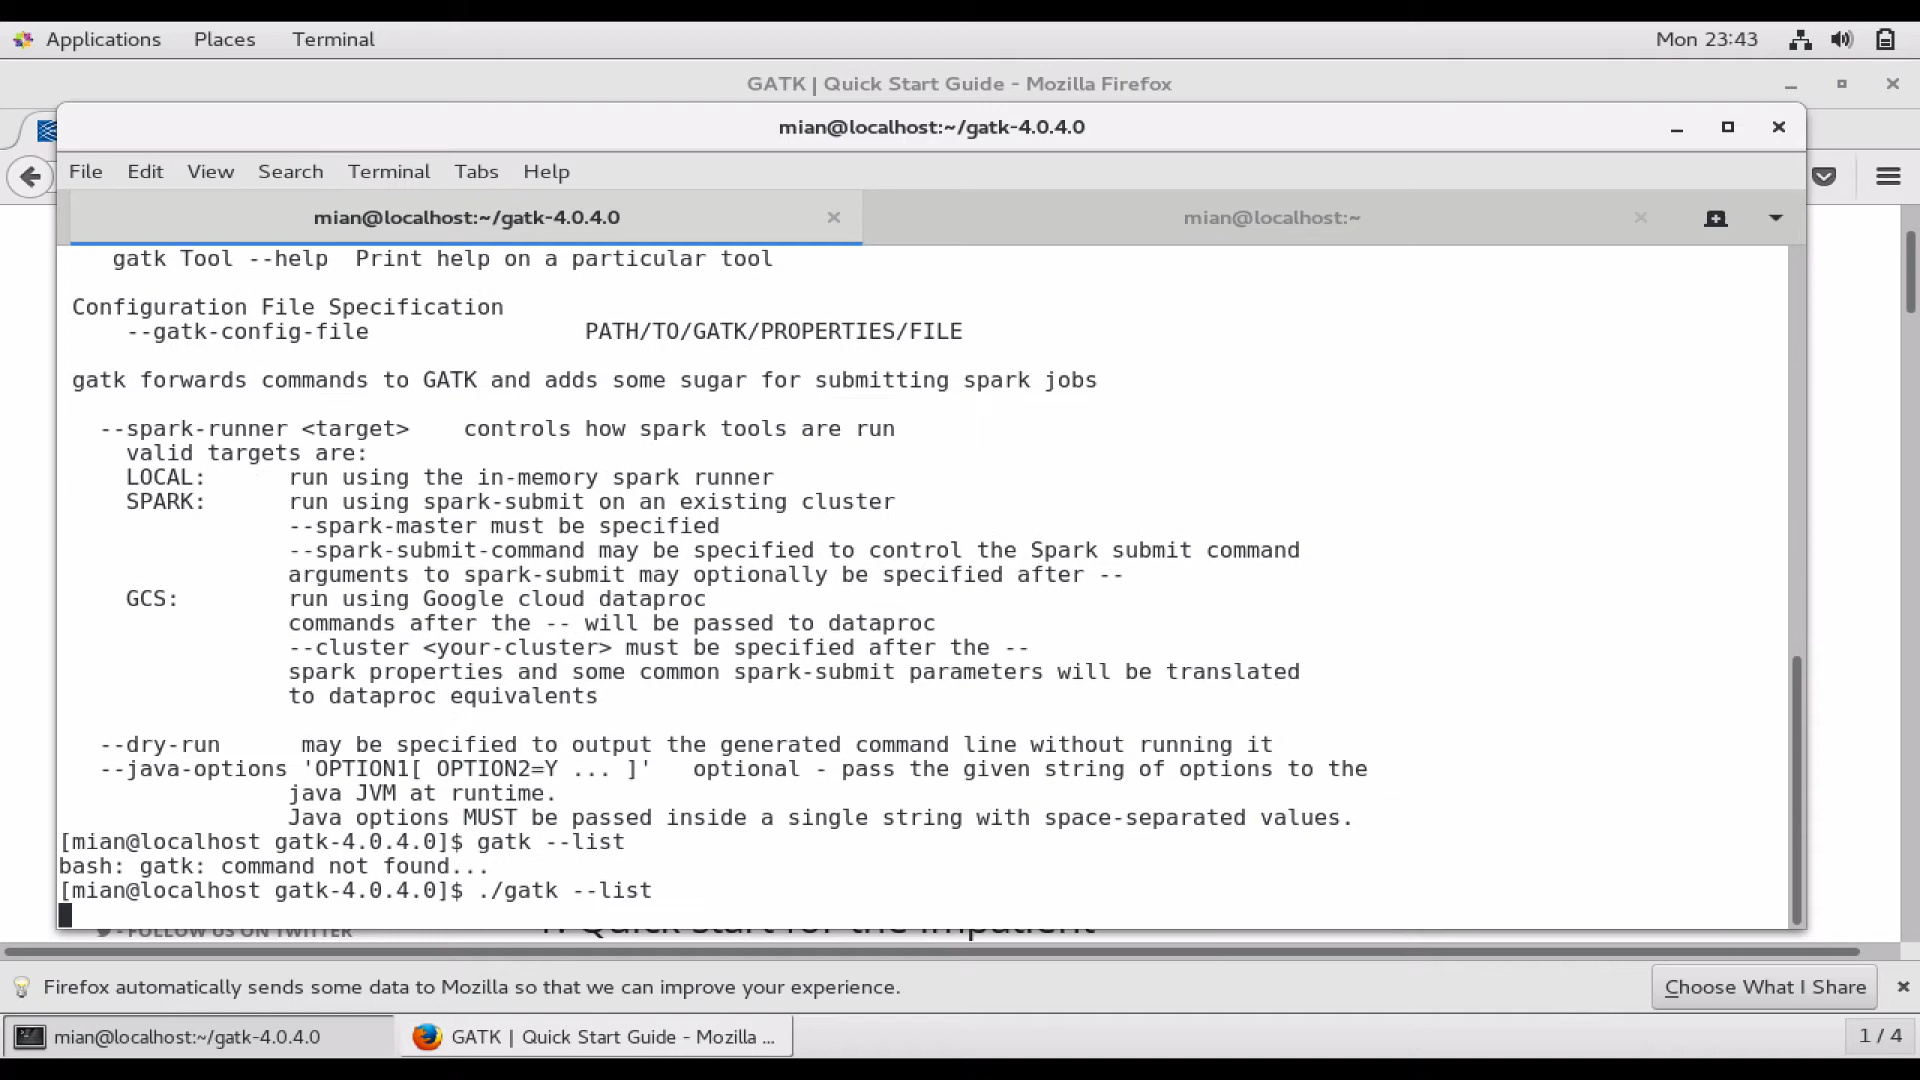 Applications Places Terminal Mon 23:43
GATK | Quick Start Guide - Mozilla Firefox
mian@localhost:~/gatk-4.0.4.0
File Edit View Search Terminal Tabs Help
mian@localhost:~/gatk-4.0.4.0 mian@localhost:~
gatk Tool --help  Print help on a particular tool
Configuration File Specification
--gatk-config-file PATH/TO/GATK/PROPERTIES/FILE
gatk forwards commands to GATK and adds some sugar for submitting spark jobs
--spark-runner <target> controls how spark tools are run
valid targets are:
LOCAL: run using the in-memory spark runner
SPARK: run using spark-submit on an existing cluster
--spark-master must be specified
--spark-submit-command may be specified to control the Spark submit command
arguments to spark-submit may optionally be specified after --
GCS: run using Google cloud dataproc
commands after the -- will be passed to dataproc
--cluster <your-cluster> must be specified after the --
spark properties and some common spark-submit parameters will be translated
to dataproc equivalents
--dry-run may be specified to output the generated command line without running it
--java-options 'OPTION1[ OPTION2=Y ... ]' optional - pass the given string of options to the
java JVM at runtime.
Java options MUST be passed inside a single string with space-separated values.
[mian@localhost gatk-4.0.4.0]$ gatk --list
bash: gatk: command not found...
[mian@localhost gatk-4.0.4.0]$ ./gatk --list
- FOLLOW US ON TWITTER Quick start for the impatient
Firefox automatically sends some data to Mozilla so that we can improve your experience. Choose What I Share
mian@localhost:~/gatk-4.0.4.0 GATK | Quick Start Guide - Mozilla ... 1 / 4